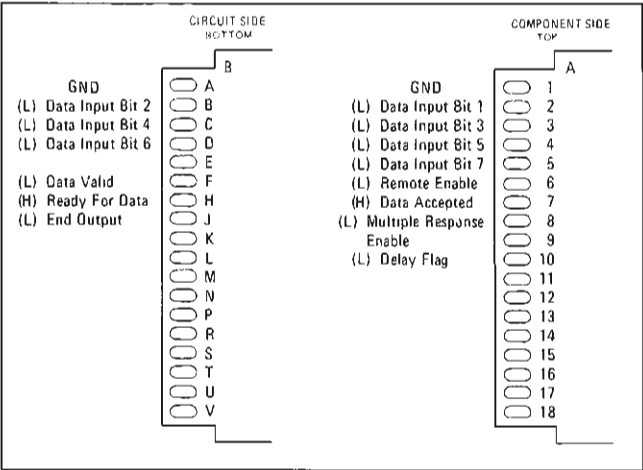 CIRCUIT SIDE
BOTTOM
B
GND A
(L) Data Input Bit 2 B
(L) Data Input Bit 4 C
(L) Data Input Bit 6 D
E
(L) Data Valid F
(H) Ready For Data H
(L) End Output J
K
L
M
N
P
R
S
T
U
V
COMPONENT SIDE
TOP
A
GND 1
(L) Data Input Bit 1 2
(L) Data Input Bit 3 3
(L) Data Input Bit 5 4
(L) Data Input Bit 7 5
(L) Remote Enable 6
(H) Data Accepted 7
(L) Multiple Response 8
Enable 9
(L) Delay Flag 10
11
12
13
14
15
16
17
18